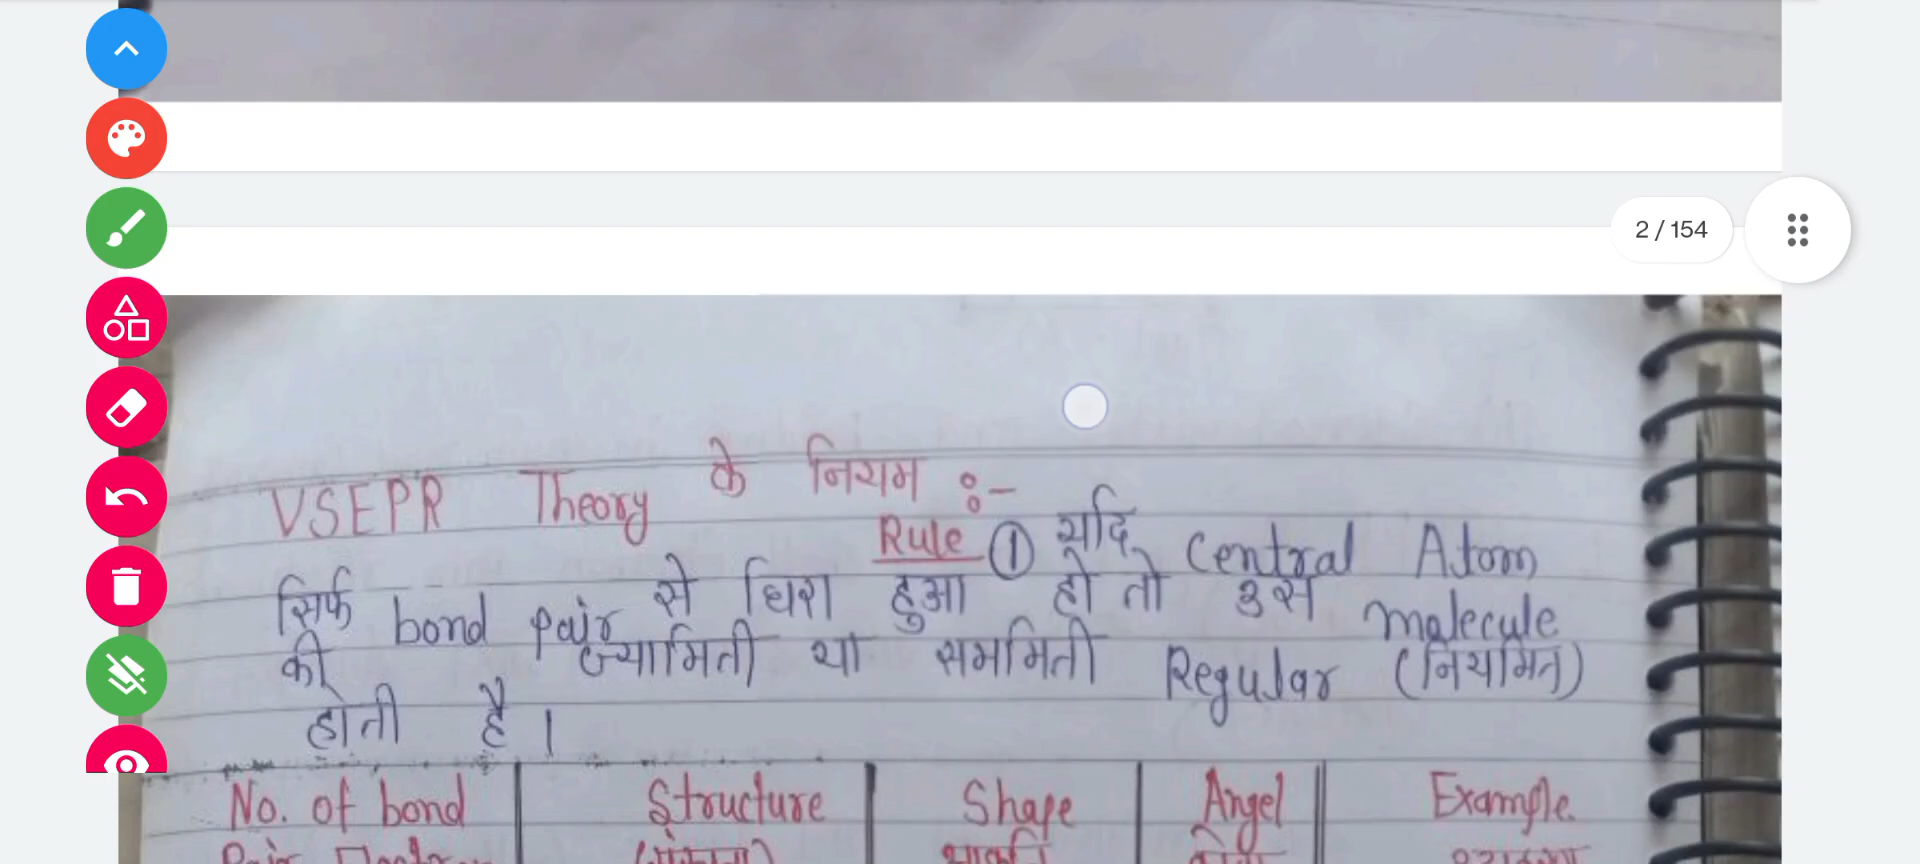 2 / 154
VSEPR Theory के नियम :-
Rule ① यदि Central Atom
सिर्फ bond pair से घिरा हुआ हो तो उस molecule
की ज्यामिती या सममिती Regular (नियमित)
होती है।
No. of bond | Structure | Shape | Angel | Example